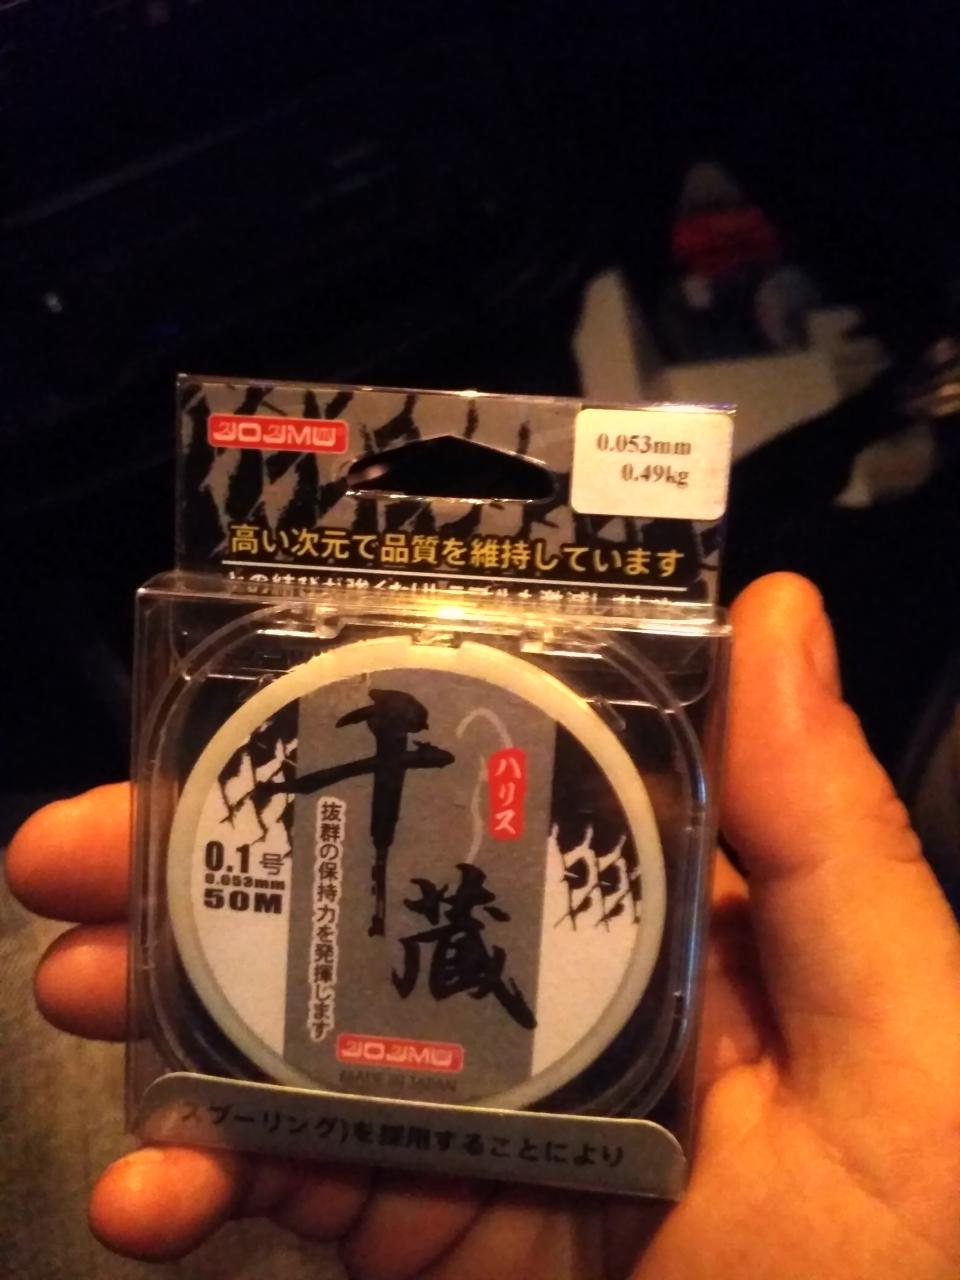 JOJMW
0.053mm
0.49kg
高い次元で品質を維持しています
千蔵
ハリス
抜群の保持力を発揮します
0.1号
0.053mm
50M
JOJMW
MADE IN JAPAN
スプーリング)を採用することにより